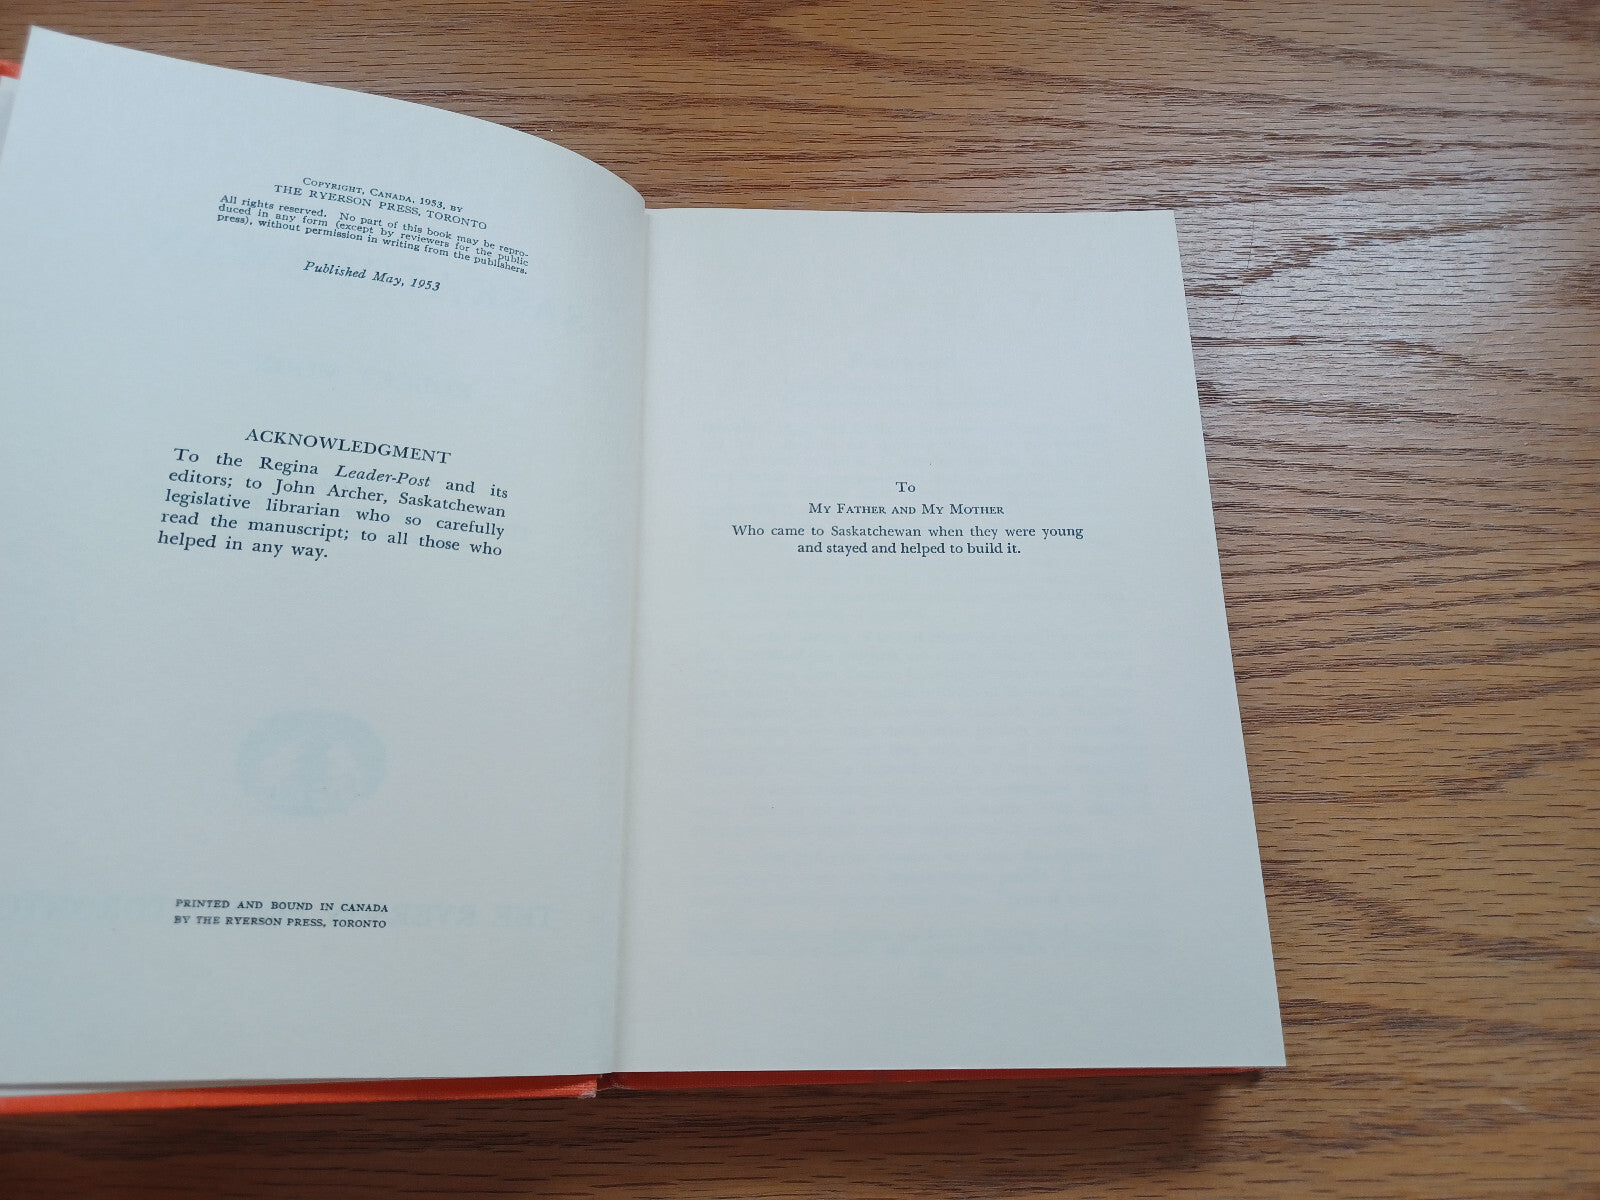 Copyright, Canada, 1953, by
THE RYERSON PRESS, TORONTO
All rights reserved. No part of this book may be repro-
duced in any form (except by reviewers for the public
press), without permission in writing from the publishers.
Published May, 1953
ACKNOWLEDGMENT
To the Regina Leader-Post and its
editors; to John Archer, Saskatchewan
legislative librarian who so carefully
read the manuscript; to all those who
helped in any way.
PRINTED AND BOUND IN CANADA
BY THE RYERSON PRESS, TORONTO
To
My Father and My Mother
Who came to Saskatchewan when they were young
and stayed and helped to build it.